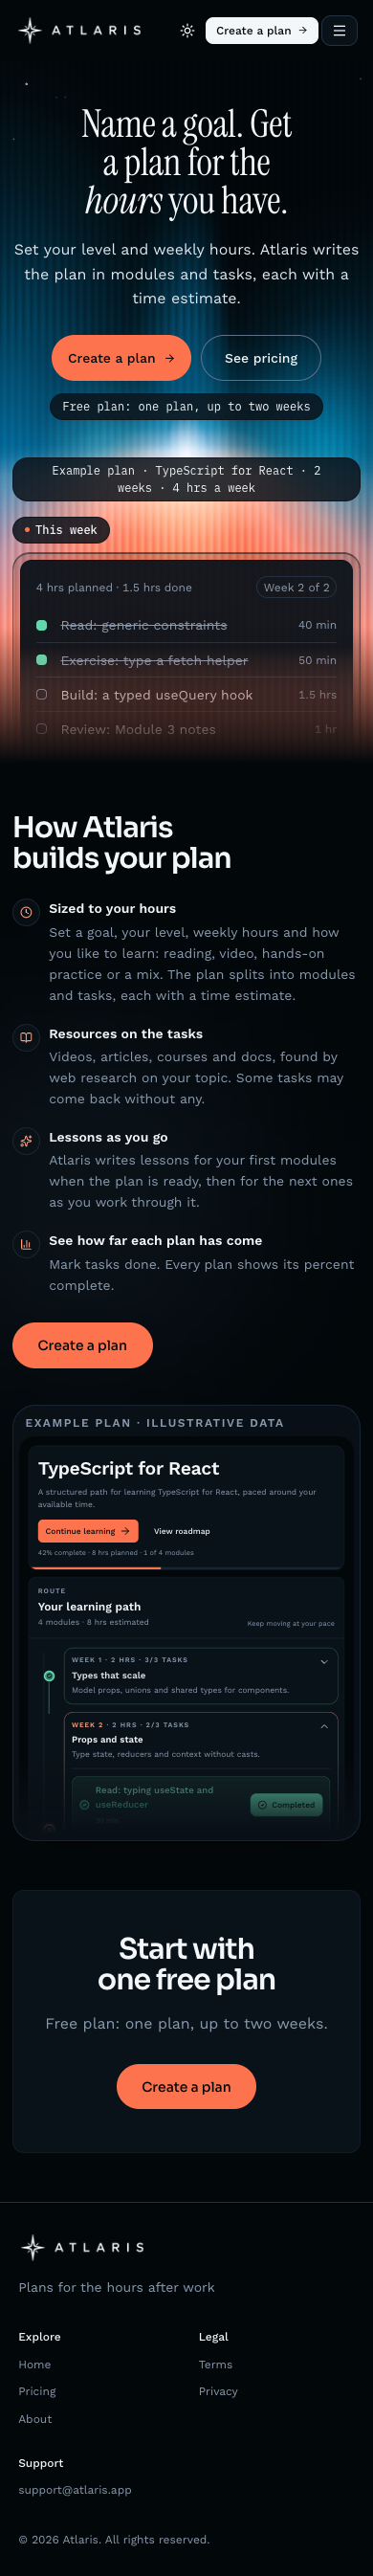 ATLARIS
Create a plan →
Name a goal. Get
a plan for the
hours you have.
Set your level and weekly hours. Atlaris writes
the plan in modules and tasks, each with a
time estimate.
Create a plan →
See pricing
Free plan: one plan, up to two weeks
Example plan · TypeScript for React · 2
weeks · 4 hrs a week
This week
4 hrs planned · 1.5 hrs done
Week 2 of 2
Read: generic constraints
40 min
Exercise: type a fetch helper
50 min
Build: a typed useQuery hook
1.5 hrs
Review: Module 3 notes
1 hr
How Atlaris
builds your plan
Sized to your hours
Set a goal, your level, weekly hours and how
you like to learn: reading, video, hands-on
practice or a mix. The plan splits into modules
and tasks, each with a time estimate.
Resources on the tasks
Videos, articles, courses and docs, found by
web research on your topic. Some tasks may
come back without any.
Lessons as you go
Atlaris writes lessons for your first modules
when the plan is ready, then for the next ones
as you work through it.
See how far each plan has come
Mark tasks done. Every plan shows its percent
complete.
Create a plan
EXAMPLE PLAN · ILLUSTRATIVE DATA
TypeScript for React
A structured path for learning TypeScript for React, paced around your
available time.
Continue learning →
View roadmap
42% complete · 8 hrs planned · 1 of 4 modules
ROUTE
Your learning path
4 modules · 8 hrs estimated
Keep moving at your pace
WEEK 1 · 2 HRS · 3/3 TASKS
Types that scale
Model props, unions and shared types for components.
WEEK 2 · 2 HRS · 2/3 TASKS
Props and state
Type state, reducers and context without casts.
Read: typing useState and
useReducer
Completed
Start with
one free plan
Free plan: one plan, up to two weeks.
Create a plan
ATLARIS
Plans for the hours after work
Explore
Legal
Home
Terms
Pricing
Privacy
About
Support
support@atlaris.app
© 2026 Atlaris. All rights reserved.